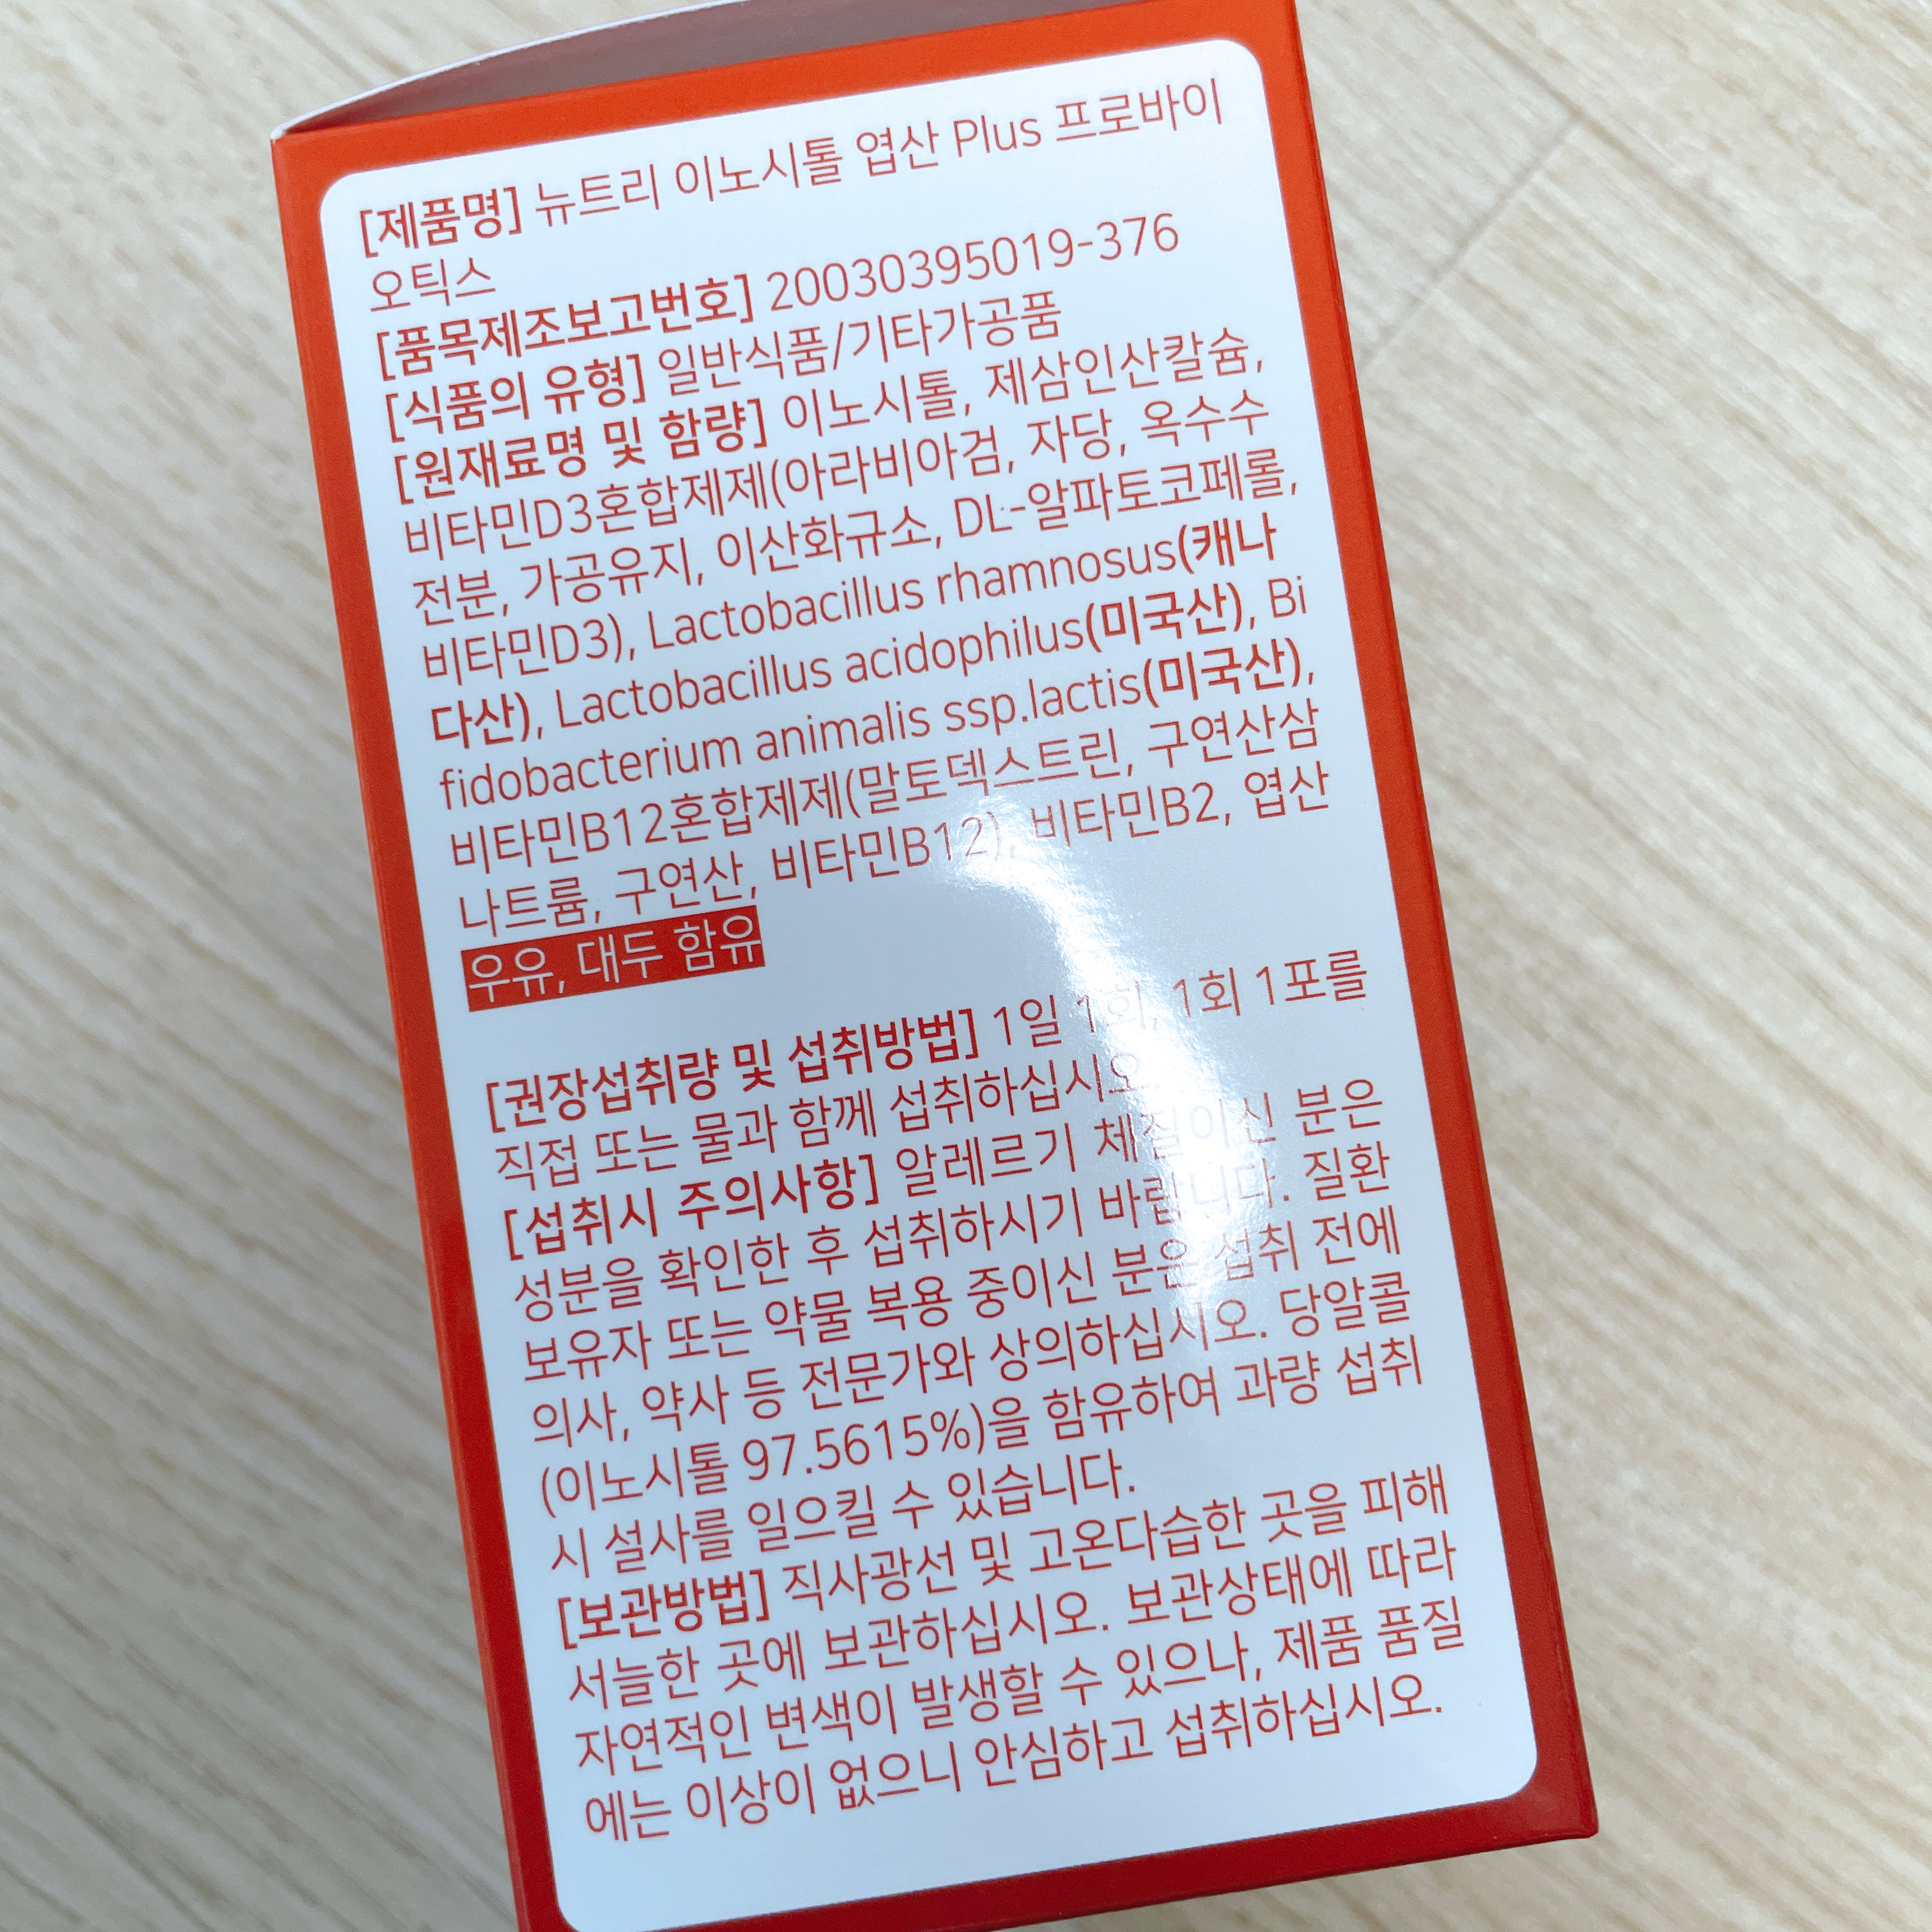 [제품명] 뉴트리 이노시톨 엽산 Plus 프로바이
오틱스
[품목제조보고번호] 20030395019-376
[식품의 유형] 일반식품/기타가공품
[원재료명 및 함량] 이노시톨, 제삼인산칼슘,
비타민D3혼합제제(아라비아검, 자당, 옥수수
전분, 가공유지, 이산화규소, DL-알파토코페롤,
비타민D3), Lactobacillus rhamnosus(캐나
다산), Lactobacillus acidophilus(미국산), Bi
fidobacterium animalis ssp.lactis(미국산),
비타민B12혼합제제(말토덱스트린, 구연산삼
나트륨, 구연산, 비타민B12), 비타민B2, 엽산
우유, 대두 함유
[권장섭취량 및 섭취방법] 1일 1회, 1회 1포를
직접 또는 물과 함께 섭취하십시오.
[섭취시 주의사항] 알레르기 체질이신 분은
성분을 확인한 후 섭취하시기 바랍니다. 질환
보유자 또는 약물 복용 중이신 분은 섭취 전에
의사, 약사 등 전문가와 상의하십시오. 당알콜
(이노시톨 97.5615%)을 함유하여 과량 섭취
시 설사를 일으킬 수 있습니다.
[보관방법] 직사광선 및 고온다습한 곳을 피해
서늘한 곳에 보관하십시오. 보관상태에 따라
자연적인 변색이 발생할 수 있으나, 제품 품질
에는 이상이 없으니 안심하고 섭취하십시오.